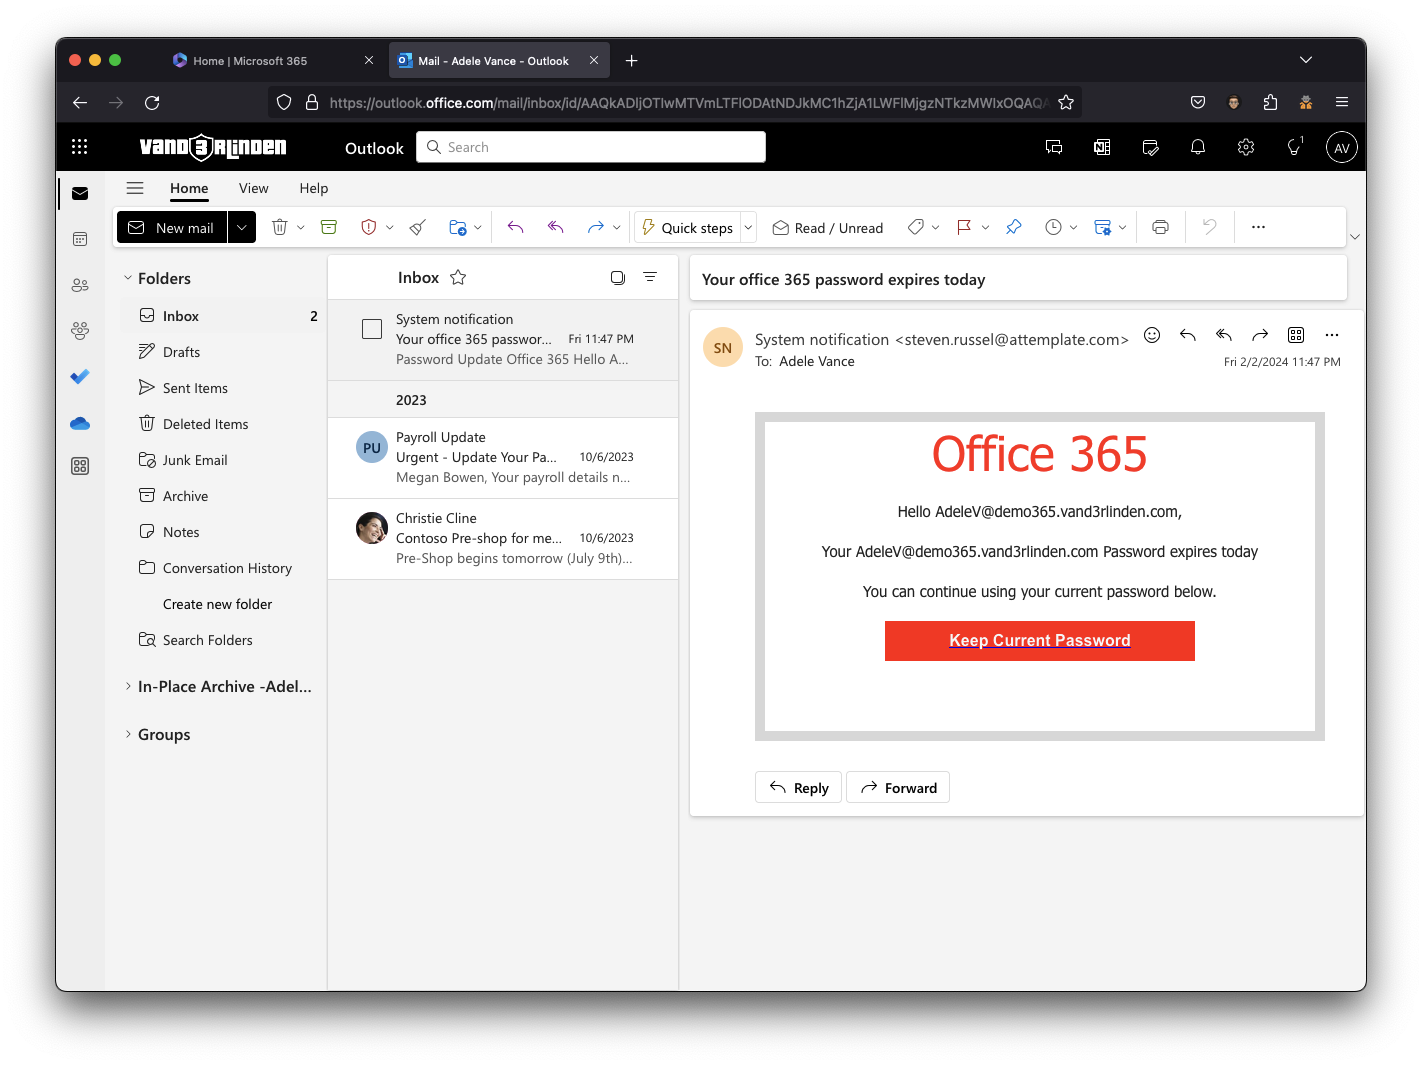 Home | Microsoft 365
Mail - Adele Vance - Outlook
https://outlook.office.com/mail/inbox/id/
VAND3RLINDEN
Outlook
Search
1
AV
Home View Help
New mail
Quick steps
Read / Unread
Folders
Inbox 2
Drafts
Sent Items
Deleted Items
Junk Email
Archive
Notes
Conversation History
Create new folder
Search Folders
In-Place Archive -Adel...
Groups
Inbox
System notification
Your office 365 passwor... Fri 11:47 PM
Password Update Office 365 Hello A...
2023
PU
Payroll Update
Urgent - Update Your Pa... 10/6/2023
Megan Bowen, Your payroll details n...
Christie Cline
Contoso Pre-shop for me... 10/6/2023
Pre-Shop begins tomorrow (July 9th)...
Your office 365 password expires today
SN
System notification <steven.russel@attemplate.com>
To: Adele Vance
Fri 2/2/2024 11:47 PM
Office 365
Hello AdeleV@demo365.vand3rlinden.com,
Your AdeleV@demo365.vand3rlinden.com Password expires today
You can continue using your current password below.
Keep Current Password
Reply
Forward